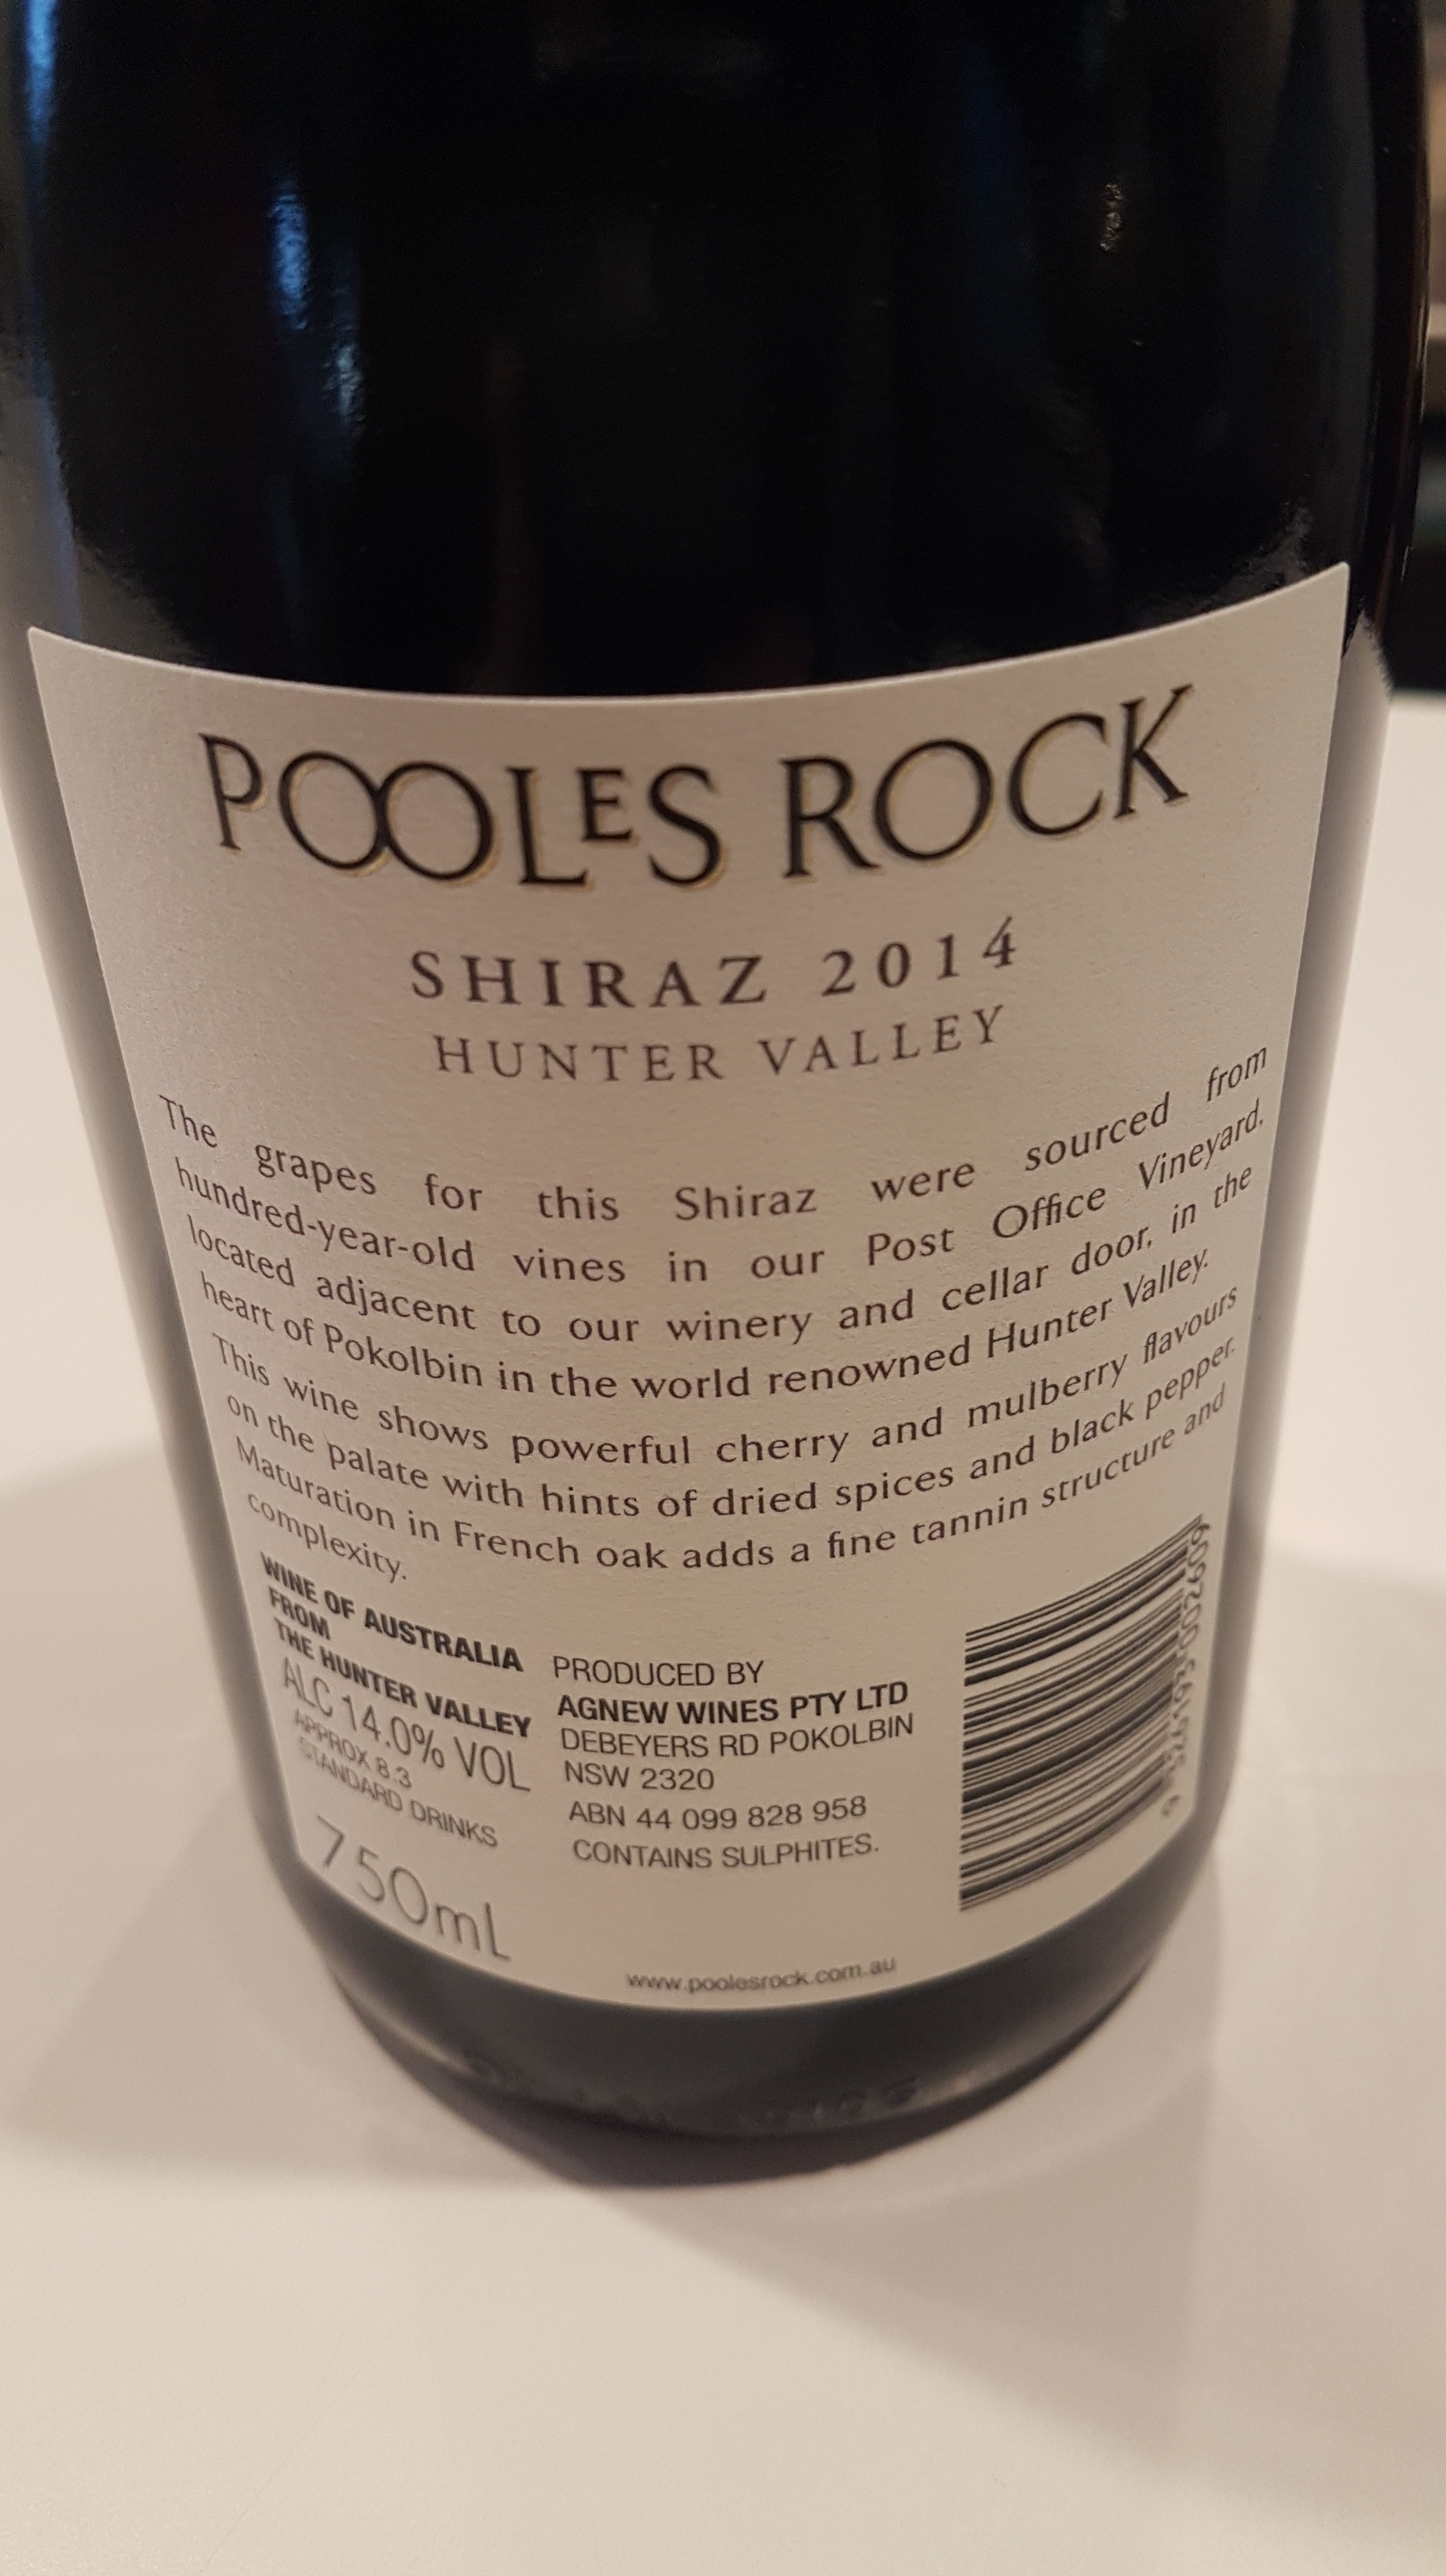 POOLES ROCK
SHIRAZ 2014
HUNTER VALLEY
The grapes for this Shiraz were sourced from
hundred-year-old vines in our Post Office Vineyard,
located adjacent to our winery and cellar door, in the
heart of Pokolbin in the world renowned Hunter Valley.
This wine shows powerful cherry and mulberry flavours
on the palate with hints of dried spices and black pepper.
Maturation in French oak adds a fine tannin structure and
complexity.
WINE OF AUSTRALIA
FROM
THE HUNTER VALLEY
ALC 14.0% VOL
APPROX 8.3
STANDARD DRINKS
750mL
PRODUCED BY
AGNEW WINES PTY LTD
DEBEYERS RD POKOLBIN
NSW 2320
ABN 44 099 828 958
CONTAINS SULPHITES.
www.poolesrock.com.au